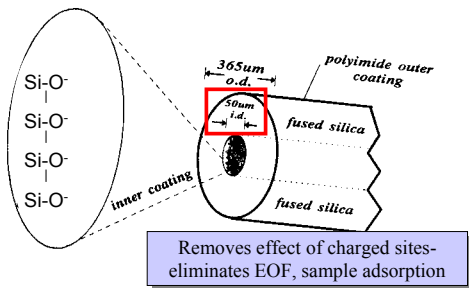 365um
o.d.
polyimide outer
coating
50um
i.d.
Si-O-
Si-O-
Si-O-
Si-O-
fused silica
inner coating
fused silica
Removes effect of charged sites-
eliminates EOF, sample adsorption